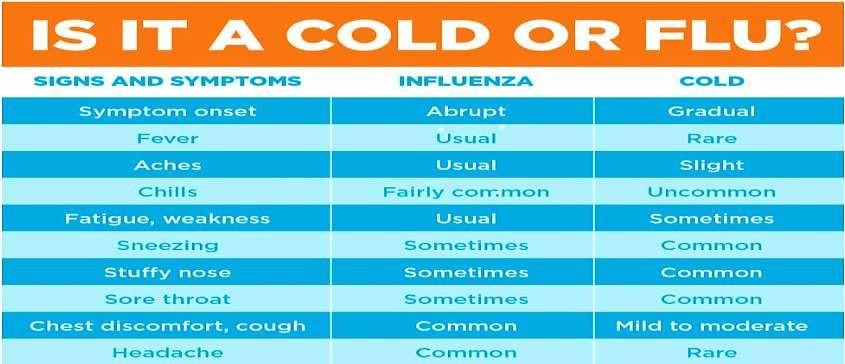 IS IT A COLD OR FLU?
SIGNS AND SYMPTOMS INFLUENZA COLD
Symptom onset Abrupt Gradual
Fever Usual Rare
Aches Usual Slight
Chills Fairly common Uncommon
Fatigue, weakness Usual Sometimes
Sneezing Sometimes Common
Stuffy nose Sometimes Common
Sore throat Sometimes Common
Chest discomfort, cough Common Mild to moderate
Headache Common Rare